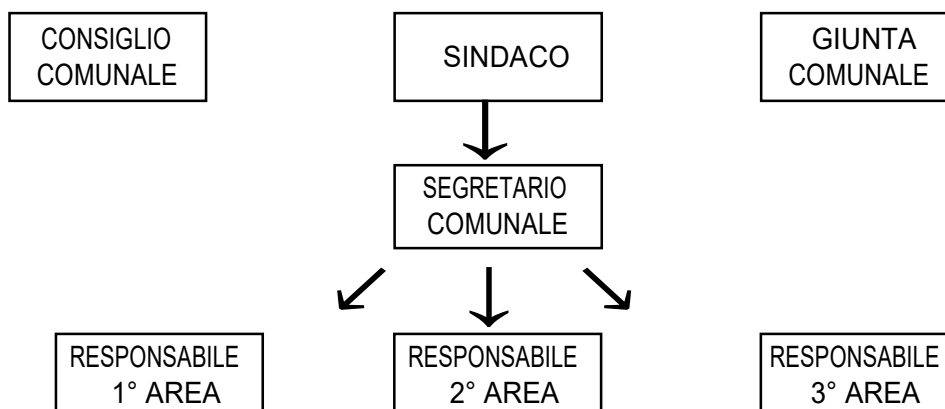 CONSIGLIO
COMUNALE
SINDACO
GIUNTA
COMUNALE
SEGRETARIO
COMUNALE
RESPONSABILE
1° AREA
RESPONSABILE
2° AREA
RESPONSABILE
3° AREA